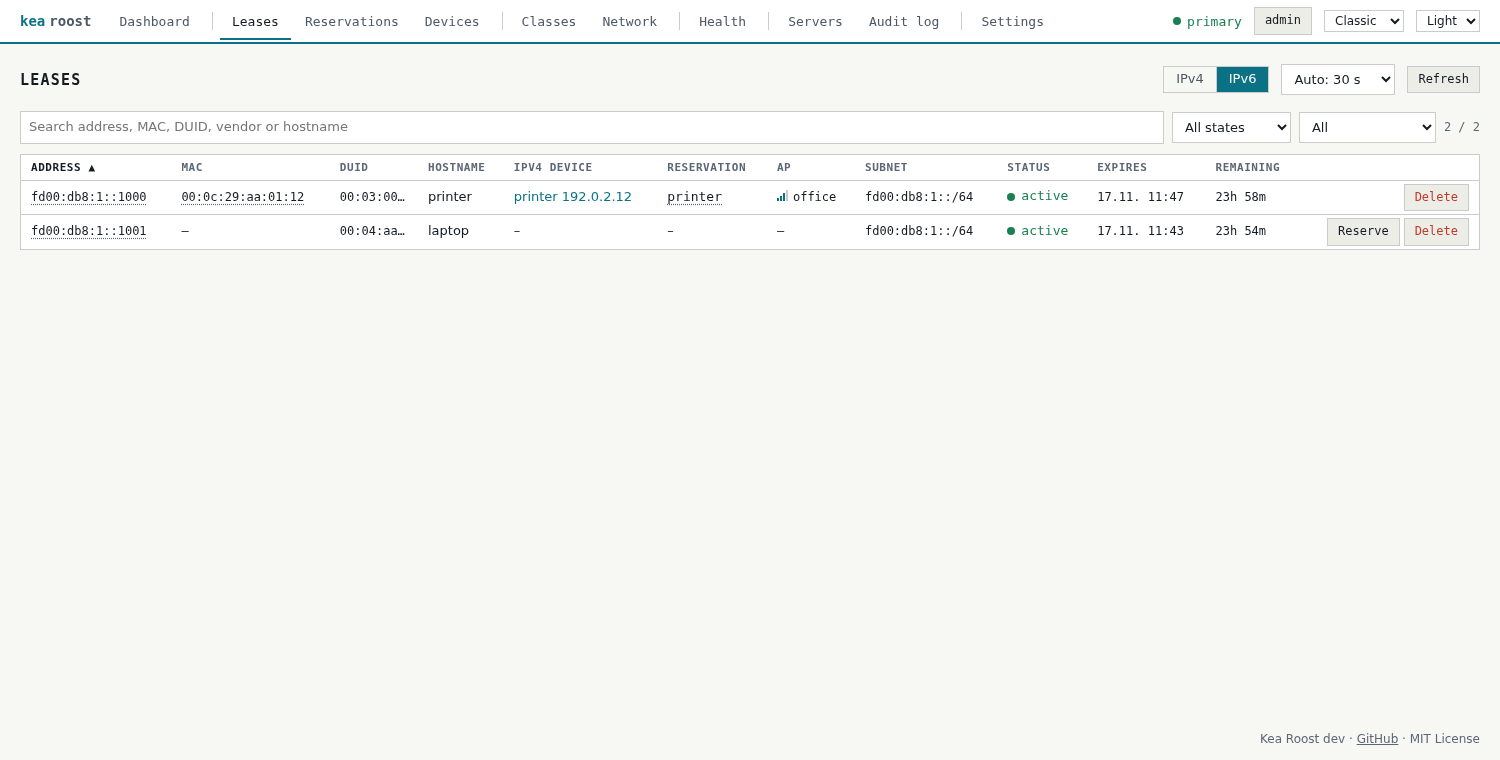 kea roost Dashboard Leases Reservations Devices Classes Network Health Servers Audit log Settings primary admin Classic Light
LEASES IPv4 IPv6 Auto: 30 s Refresh
Search address, MAC, DUID, vendor or hostname All states All 2 / 2
ADDRESS ▲ MAC DUID HOSTNAME IPV4 DEVICE RESERVATION AP SUBNET STATUS EXPIRES REMAINING
fd00:db8:1::1000 00:0c:29:aa:01:12 00:03:00… printer printer 192.0.2.12 printer office fd00:db8:1::/64 active 17.11. 11:47 23h 58m Delete
fd00:db8:1::1001 – 00:04:aa… laptop – – – fd00:db8:1::/64 active 17.11. 11:43 23h 54m Reserve Delete
Kea Roost dev · GitHub · MIT License